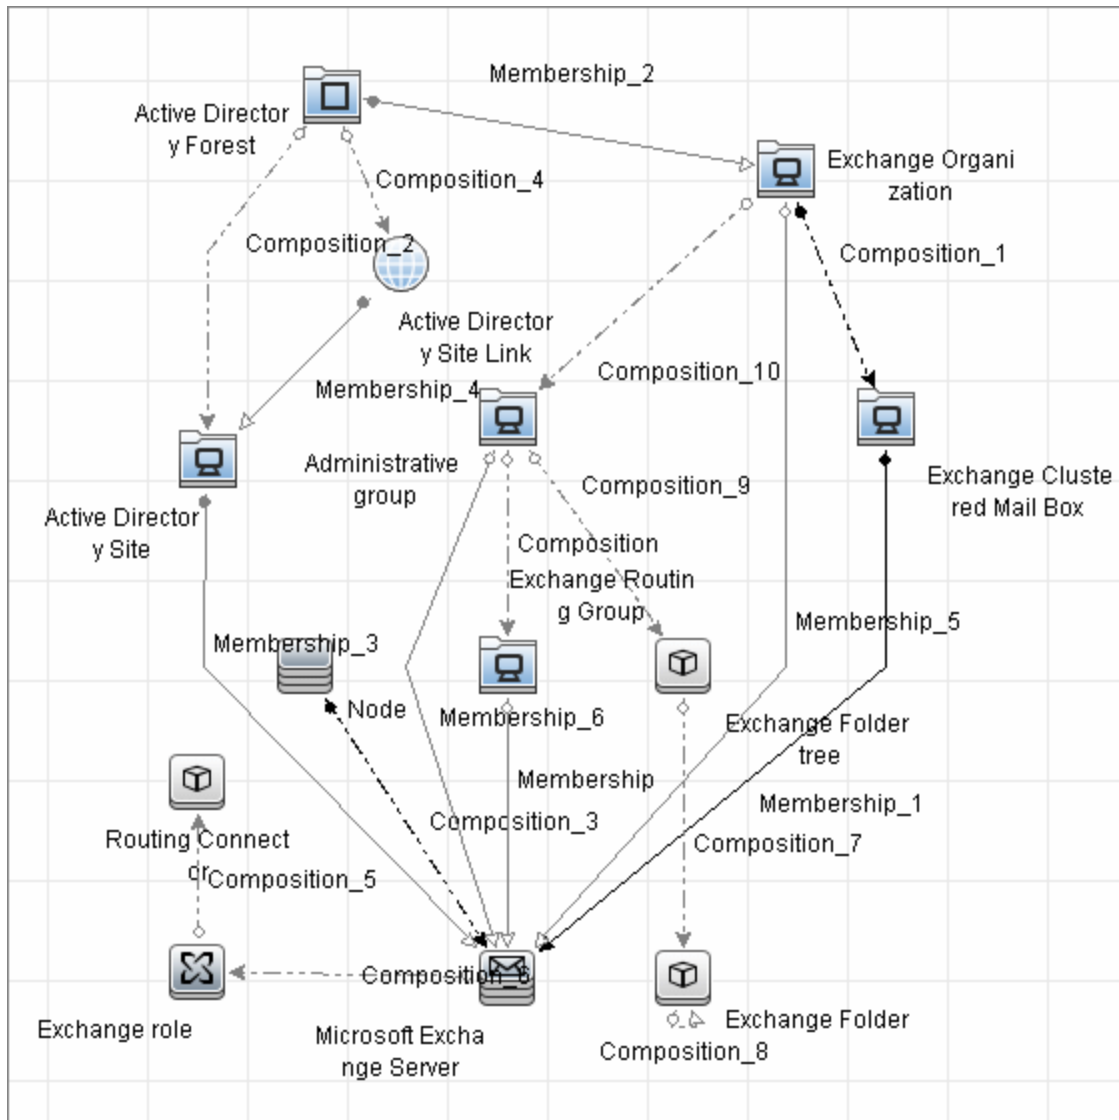 Membership_2
Active Director
y Forest
Exchange Organi
zation
Composition_4
Composition_2
Composition_1
Active Director
y Site Link
Composition_10
Membership_4
Administrative
group
Composition_9
Exchange Cluste
red Mail Box
Active Director
y Site
Composition
Exchange Routin
g Group
Membership_3
Membership_5
Node
Membership_6
Exchange Folder
tree
Membership
Membership_1
Composition_3
Routing Connect
or
Composition_7
Composition_5
Composition_6
Exchange role
Microsoft Excha
nge Server
Exchange Folder
Composition_8